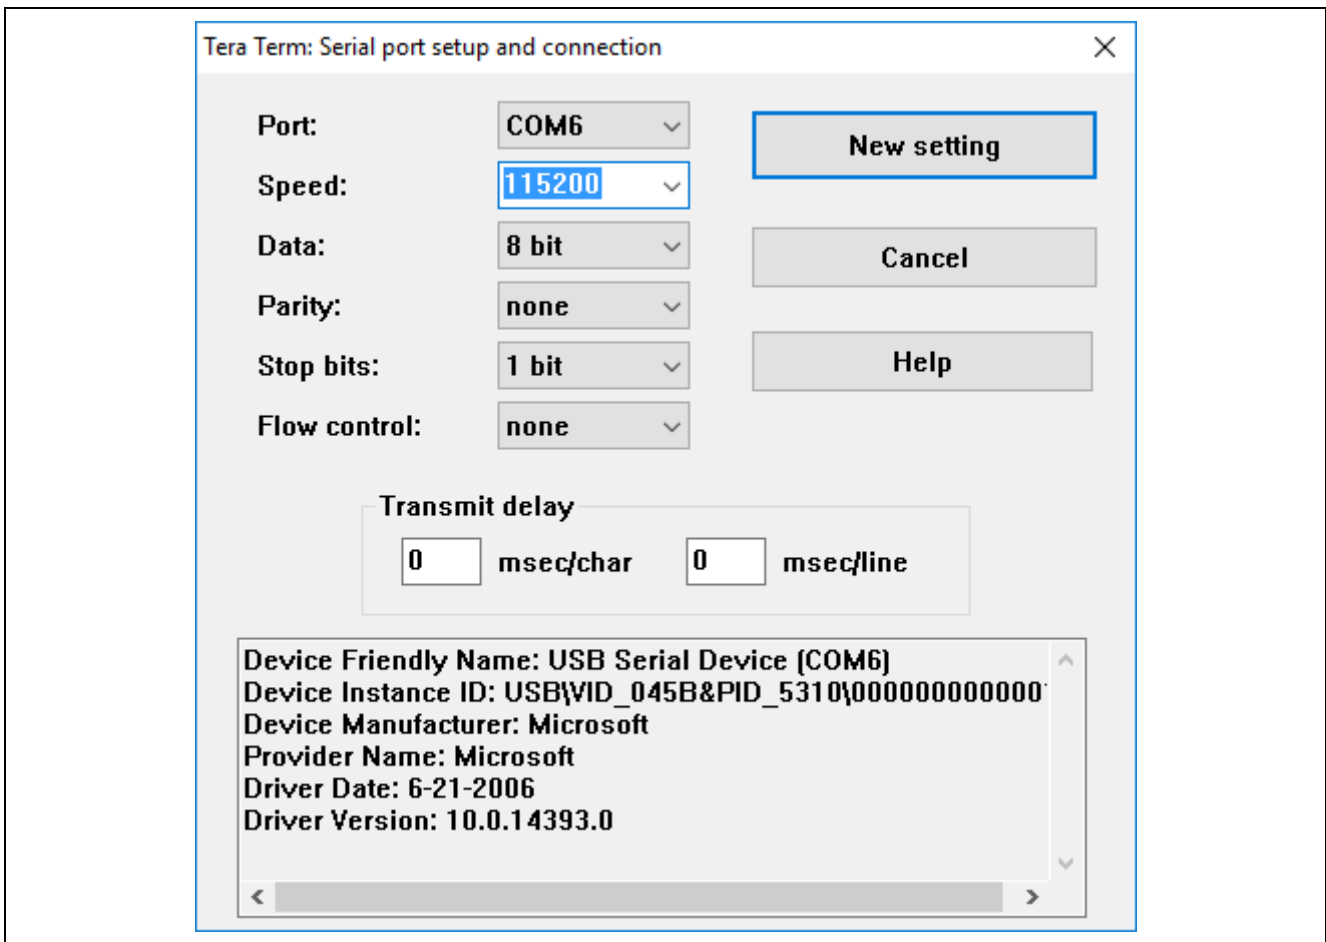 Tera Term: Serial port setup and connection
Port: COM6 New setting
Speed: 115200
Data: 8 bit Cancel
Parity: none
Stop bits: 1 bit Help
Flow control: none
Transmit delay
0 msec/char 0 msec/line
Device Friendly Name: USB Serial Device (COM6)
Device Instance ID: USB\VID_045B&PID_5310\000000000000
Device Manufacturer: Microsoft
Provider Name: Microsoft
Driver Date: 6-21-2006
Driver Version: 10.0.14393.0